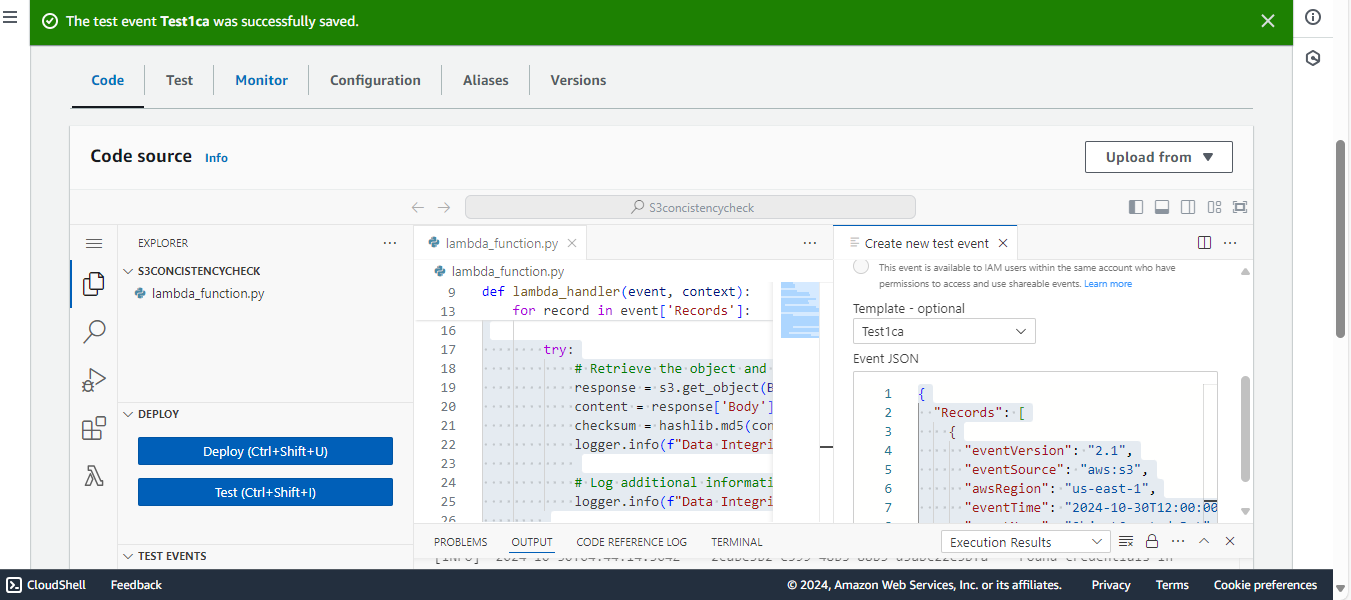 The test event Test1ca was successfully saved.
Code
Test
Monitor
Configuration
Aliases
Versions
Code source Info
Upload from
S3concistencycheck
EXPLORER
S3CONCISTENCYCHECK
lambda_function.py
DEPLOY
Deploy (Ctrl+Shift+U)
Test (Ctrl+Shift+I)
TEST EVENTS
lambda_function.py
lambda_function.py
9 def lambda_handler(event, context):
13 for record in event['Records']:
16
17 try:
18 # Retrieve the object and
19 response = s3.get_object(B
20 content = response['Body']
21 checksum = hashlib.md5(con
22 logger.info(f"Data Integri
23
24 # Log additional informati
25 logger.info(f"Data Integri
26
Create new test event
This event is available to IAM users within the same account who have
permissions to access and use shareable events. Learn more
Template - optional
Test1ca
Event JSON
1 {
2 "Records": [
3 {
4 "eventVersion": "2.1",
5 "eventSource": "aws:s3",
6 "awsRegion": "us-east-1",
7 "eventTime": "2024-10-30T12:00:00
PROBLEMS
OUTPUT
CODE REFERENCE LOG
TERMINAL
Execution Results
CloudShell
Feedback
© 2024, Amazon Web Services, Inc. or its affiliates.
Privacy
Terms
Cookie preferences